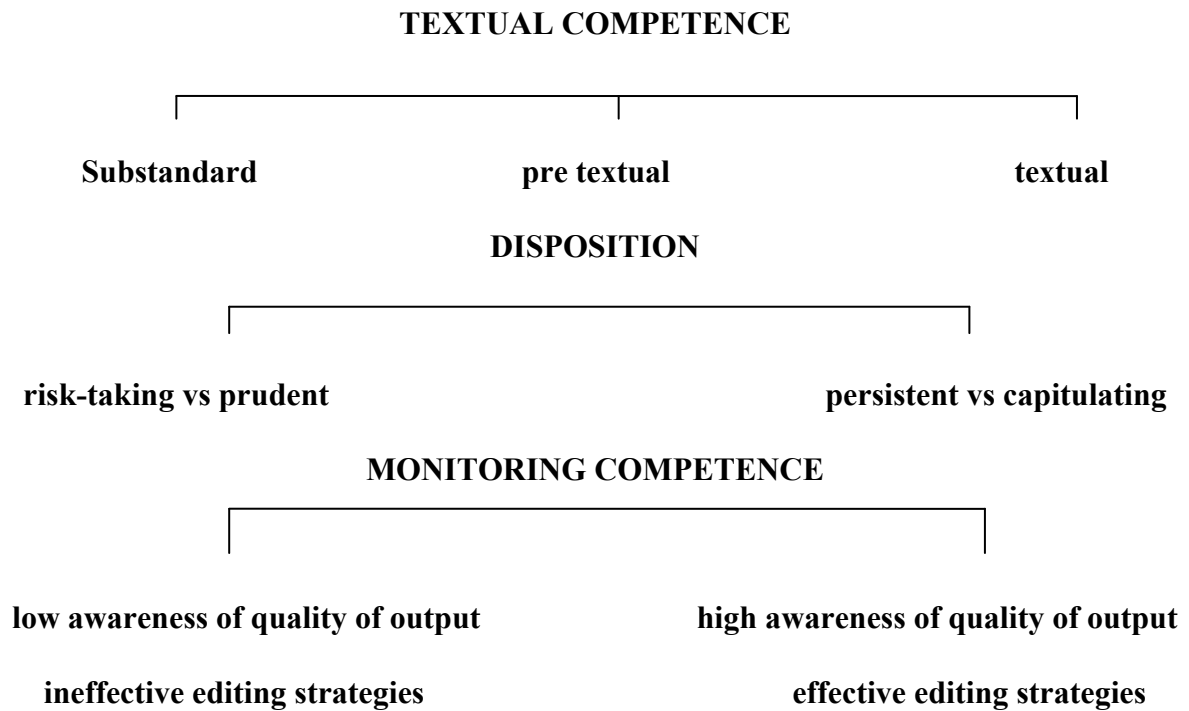 TEXTUAL COMPETENCE
Substandard pre textual textual
DISPOSITION
risk-taking vs prudent persistent vs capitulating
MONITORING COMPETENCE
low awareness of quality of output high awareness of quality of output
ineffective editing strategies effective editing strategies